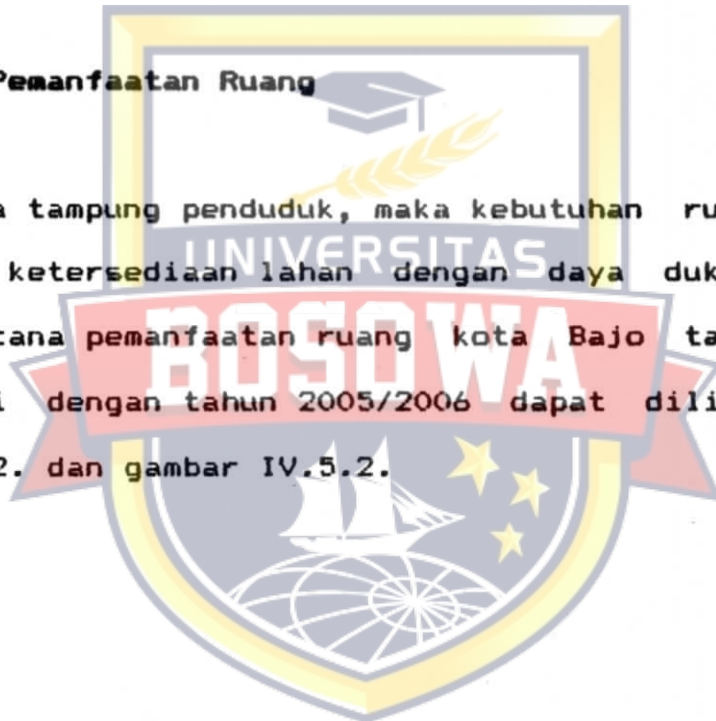 Pemanfaatan Ruang
a tampung penduduk, maka kebutuhan ru
ketersediaan lahan dengan daya duk
cana pemanfaatan ruang kota Bajo ta
i dengan tahun 2005/2006 dapat dili
2. dan gambar IV.5.2.
UNIVERSITAS
BOSOWA